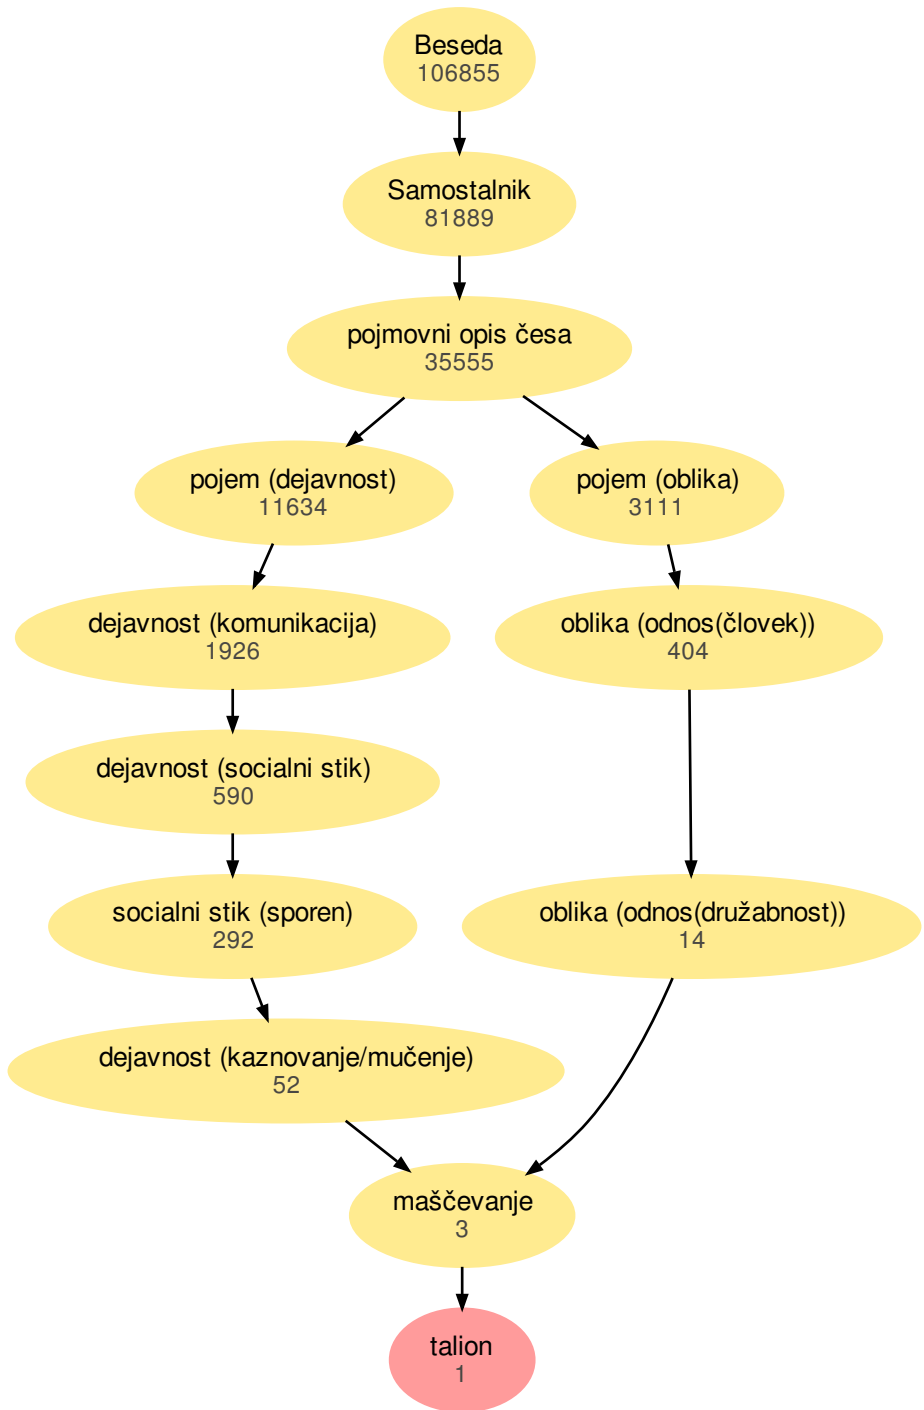 Beseda
106855
Samostalnik
81889
pojmovni opis česa
35555
pojem (dejavnost)
11634
pojem (oblika)
3111
dejavnost (komunikacija)
1926
oblika (odnos(človek))
404
dejavnost (socialni stik)
590
socialni stik (sporen)
292
oblika (odnos(družabnost))
14
dejavnost (kaznovanje/mučenje)
52
maščevanje
3
talion
1